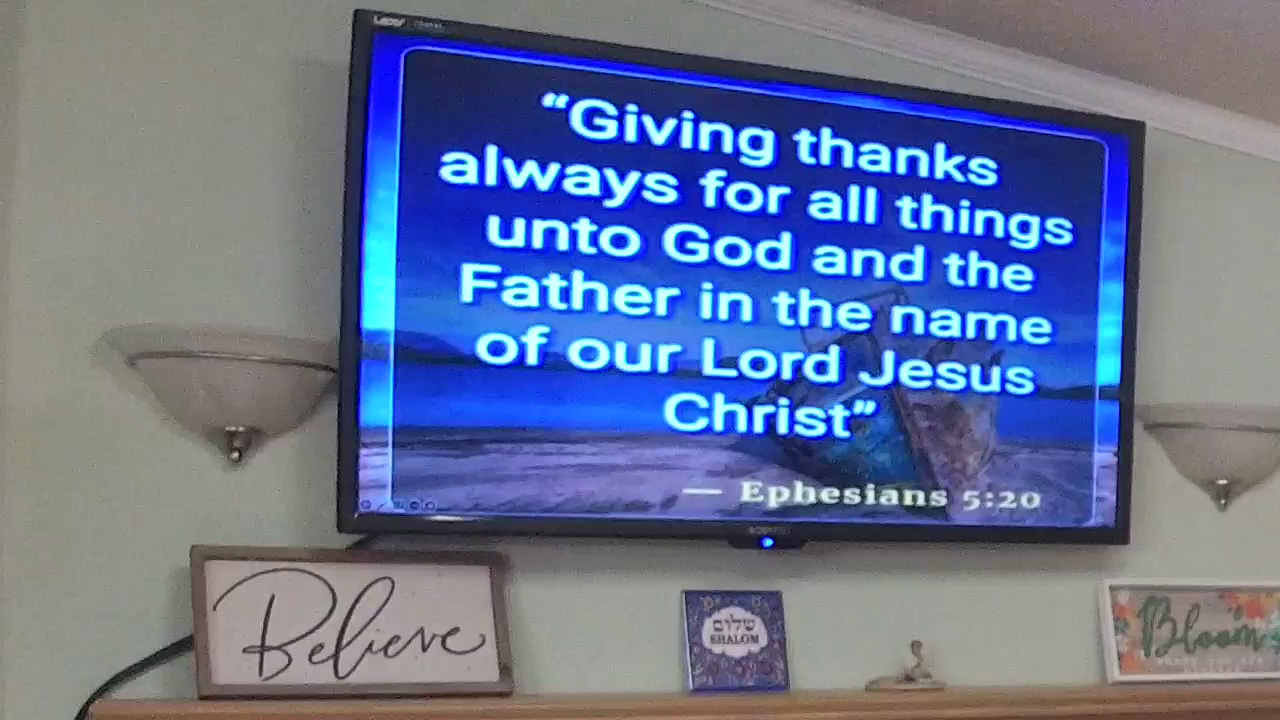 “Giving thanks
always for all things
unto God and the
Father in the name
of our Lord Jesus
Christ”
— Ephesians 5:20
Believe
שלום
SHALOM
Bloom